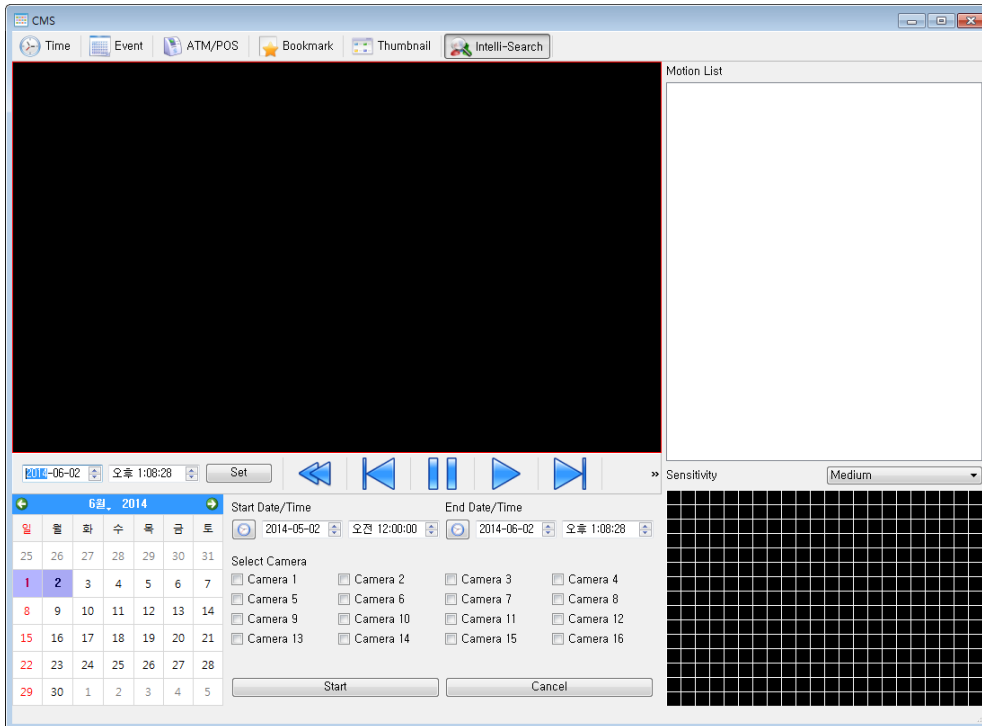 CMS
Time Event ATM/POS Bookmark Thumbnail Intelli-Search
Motion List
2014-06-02 오후 1:08:28 Set » Sensitivity Medium
6월, 2014
일 월 화 수 목 금 토
25 26 27 28 29 30 31
1 2 3 4 5 6 7
8 9 10 11 12 13 14
15 16 17 18 19 20 21
22 23 24 25 26 27 28
29 30 1 2 3 4 5
Start Date/Time End Date/Time
2014-05-02 오전 12:00:00 2014-06-02 오후 1:08:28
Select Camera
Camera 1 Camera 2 Camera 3 Camera 4
Camera 5 Camera 6 Camera 7 Camera 8
Camera 9 Camera 10 Camera 11 Camera 12
Camera 13 Camera 14 Camera 15 Camera 16
Start Cancel